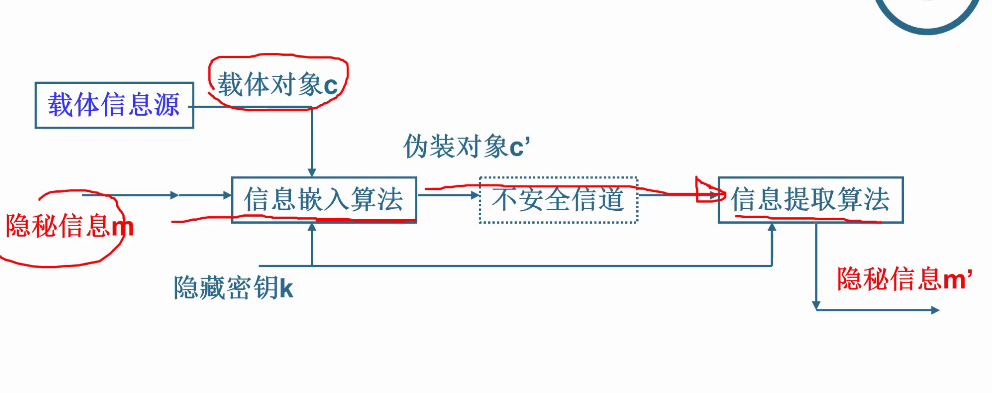 载体对象c
载体信息源
伪装对象c’
信息嵌入算法
不安全信道
信息提取算法
隐秘信息m
隐藏密钥k
隐秘信息m’